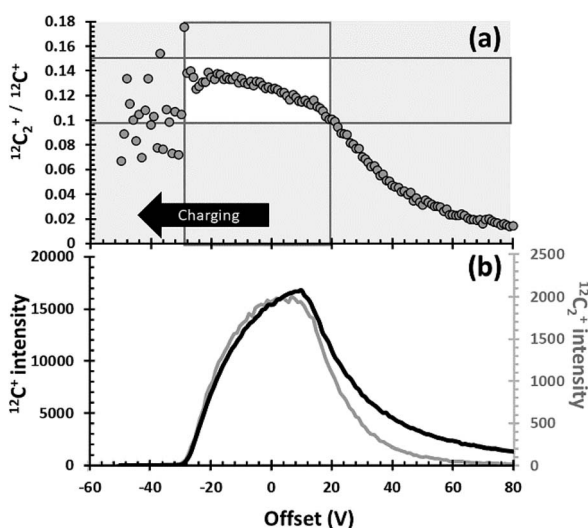 (a)
¹²C₂⁺ / ¹²C⁺
0.18
0.16
0.14
0.12
0.1
0.08
0.06
0.04
0.02
0
Charging
(b)
¹²C⁺ intensity
20000
15000
10000
5000
0
2500
2000
1500
1000
500
0
¹²C₂⁺ intensity
-60 -40 -20 0 20 40 60 80
Offset (V)